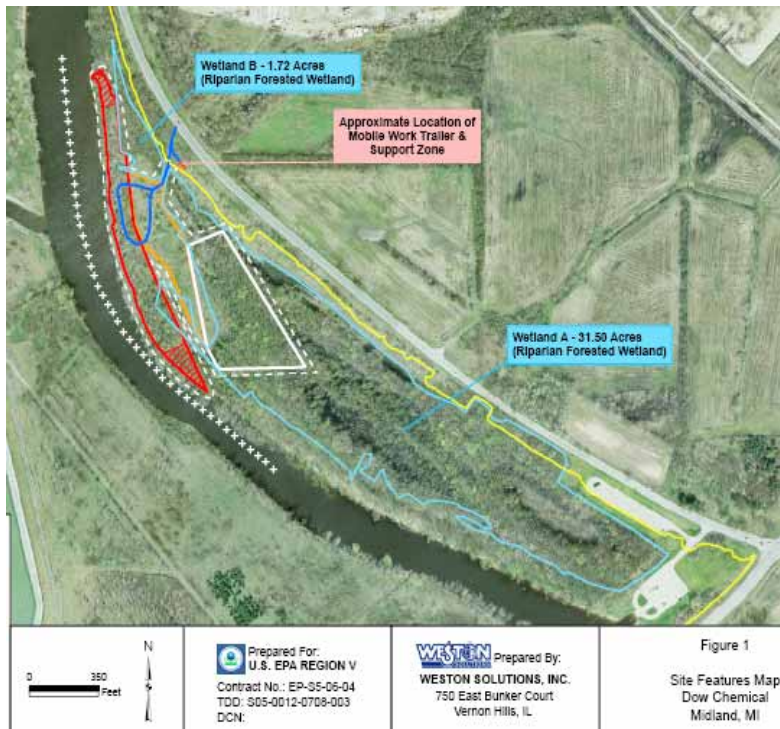 Wetland B - 1.72 Acres
(Riparian Forested Wetland)
Approximate Location of
Mobile Work Trailer &
Support Zone
Wetland A - 31.50 Acres
(Riparian Forested Wetland)
N
0 350
Feet
Prepared For:
U.S. EPA REGION V
Contract No.: EP-S5-06-04
TDD: S05-0012-0708-003
DCN:
WESTON
SOLUTIONS
Prepared By:
WESTON SOLUTIONS, INC.
750 East Bunker Court
Vernon Hills, IL
Figure 1
Site Features Map
Dow Chemical
Midland, MI